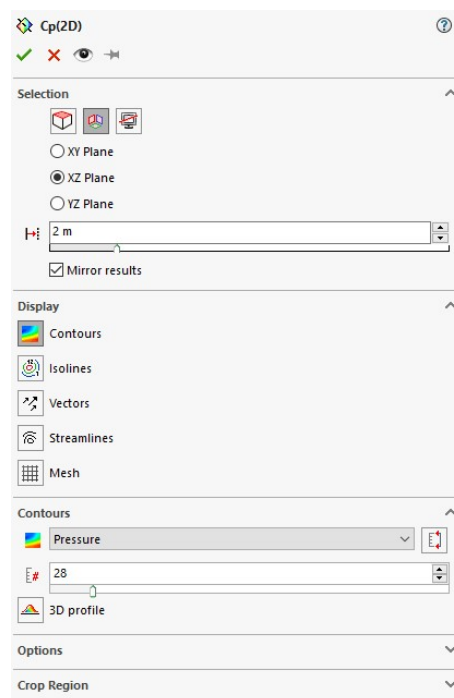 Cp(2D)
Selection
XY Plane
XZ Plane
YZ Plane
2 m
Mirror results
Display
Contours
Isolines
Vectors
Streamlines
Mesh
Contours
Pressure
28
3D profile
Options
Crop Region